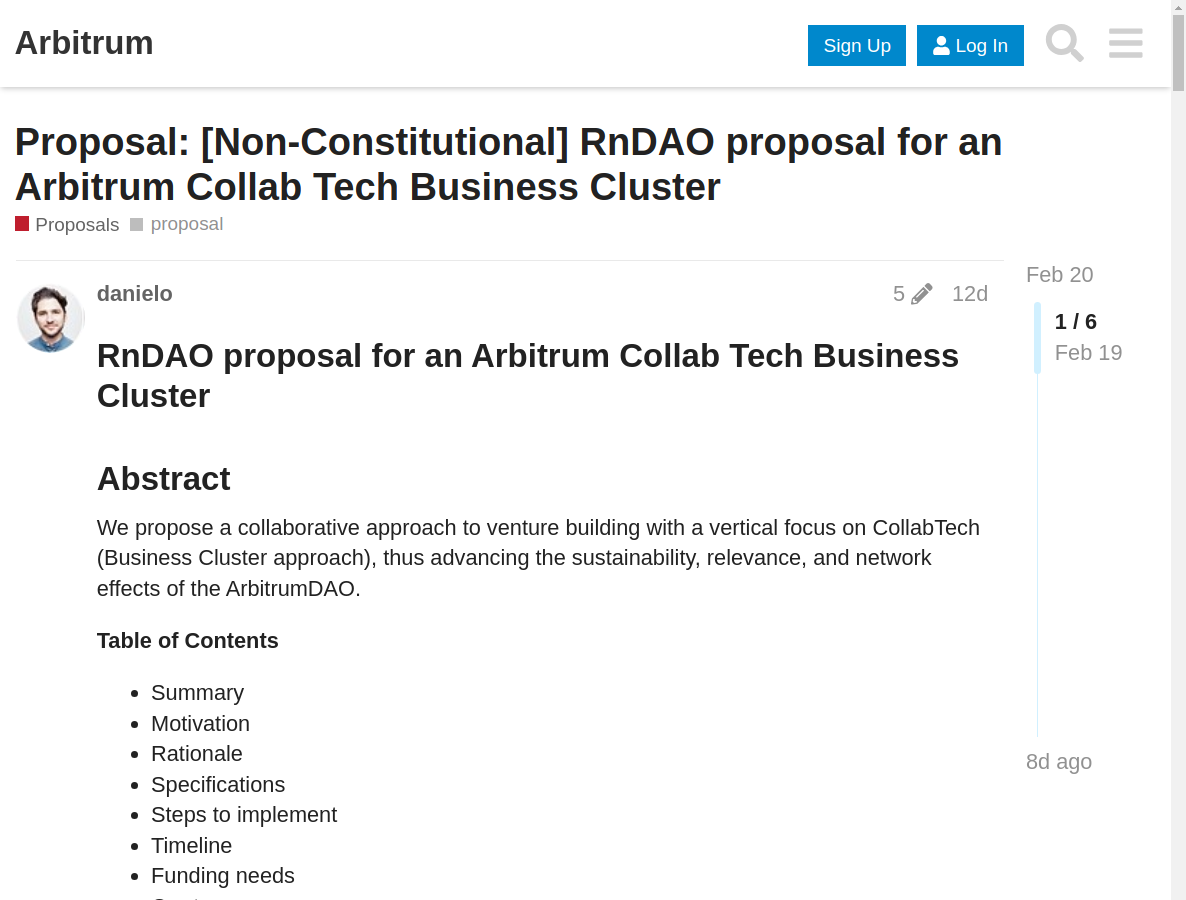 Arbitrum
Sign Up
Log In
Proposal: [Non-Constitutional] RnDAO proposal for an
Arbitrum Collab Tech Business Cluster
Proposals proposal
danielo
5
12d
Feb 20
1 / 6
Feb 19
8d ago
RnDAO proposal for an Arbitrum Collab Tech Business
Cluster
Abstract
We propose a collaborative approach to venture building with a vertical focus on CollabTech
(Business Cluster approach), thus advancing the sustainability, relevance, and network
effects of the ArbitrumDAO.
Table of Contents
Summary
Motivation
Rationale
Specifications
Steps to implement
Timeline
Funding needs